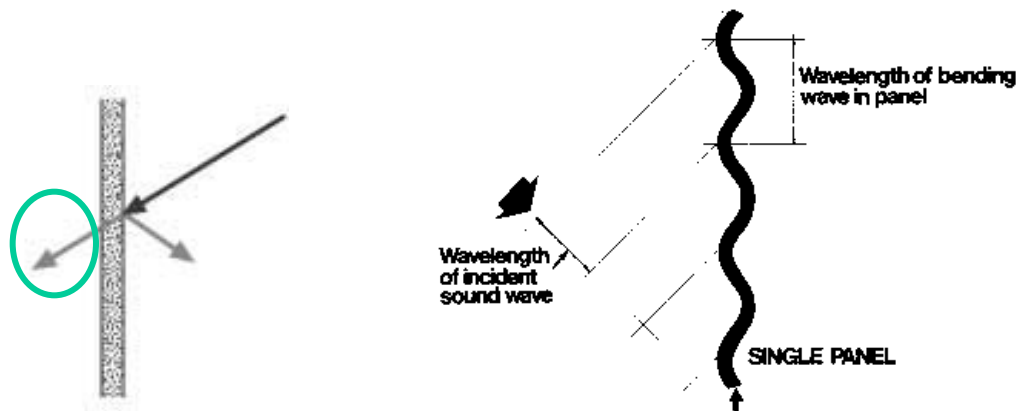 Wavelength of bending
wave in panel
Wavelength
of incident
sound wave
SINGLE PANEL